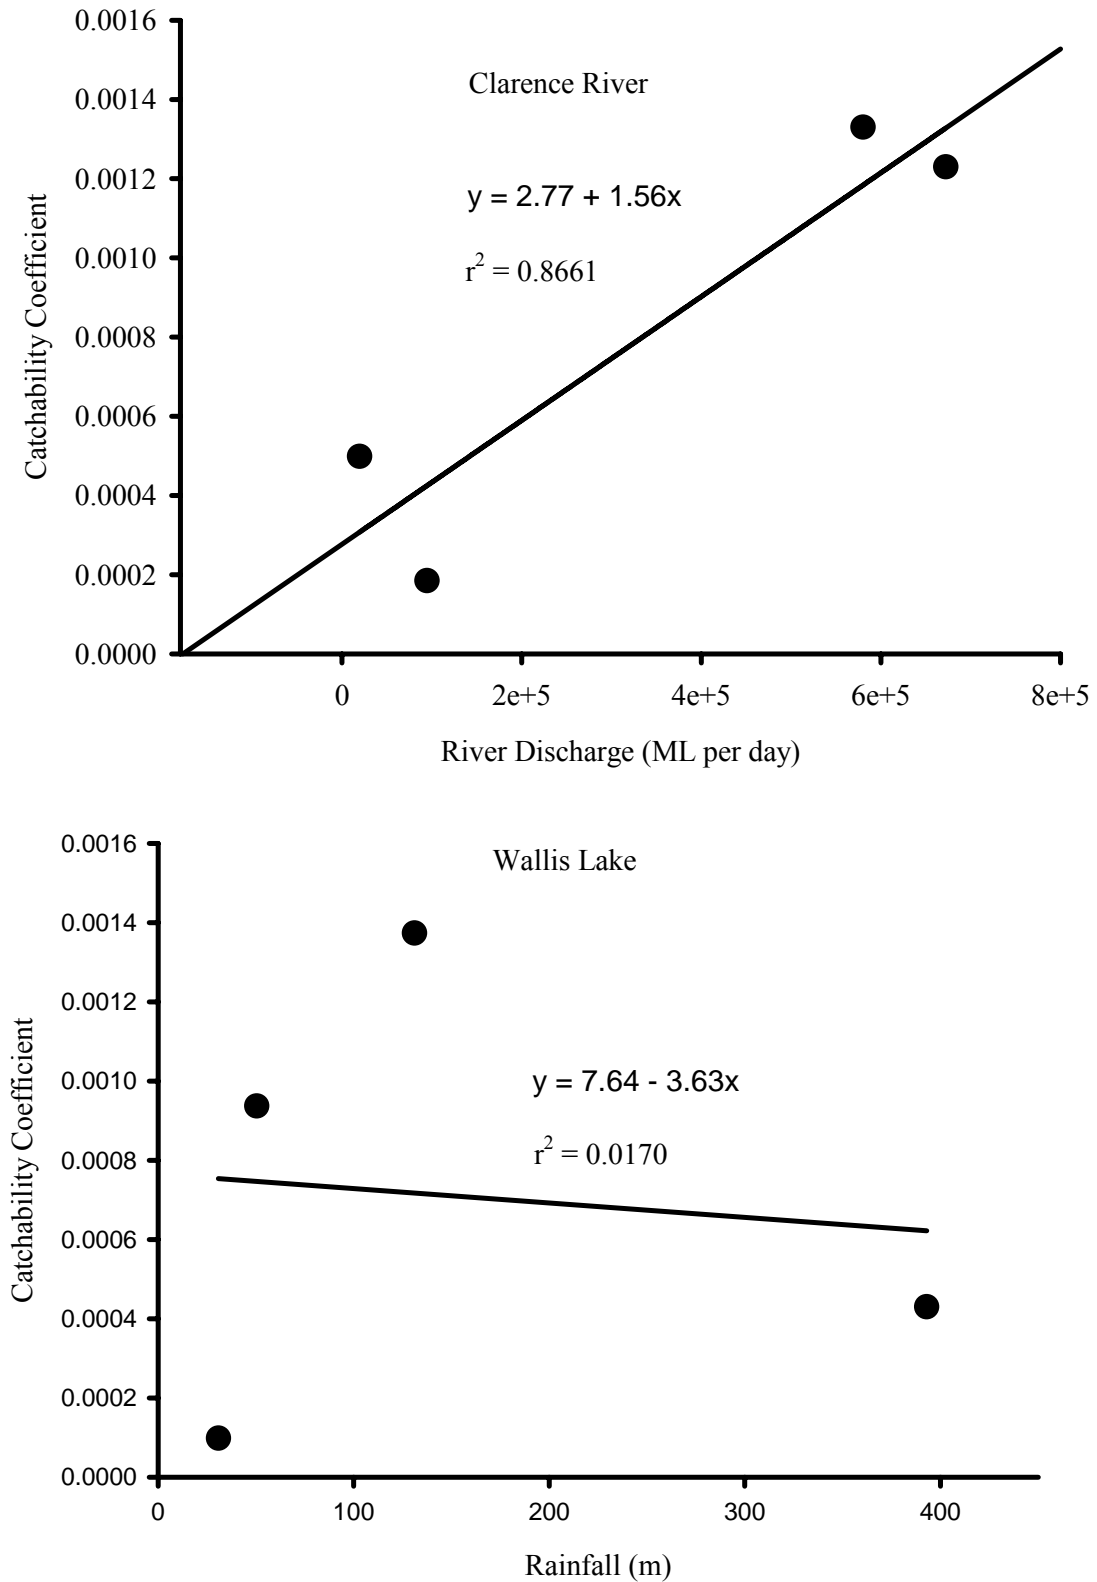 0.0016
Clarence River
0.0014
y = 2.77 + 1.56x
0.0012
r² = 0.8661
0.0010
0.0008
0.0006
0.0004
0.0002
0.0000
Catchability Coefficient
0 2e+5 4e+5 6e+5 8e+5
River Discharge (ML per day)
0.0016
Wallis Lake
0.0014
0.0012
y = 7.64 - 3.63x
0.0010
r² = 0.0170
0.0008
0.0006
0.0004
0.0002
0.0000
Catchability Coefficient
0 100 200 300 400
Rainfall (m)